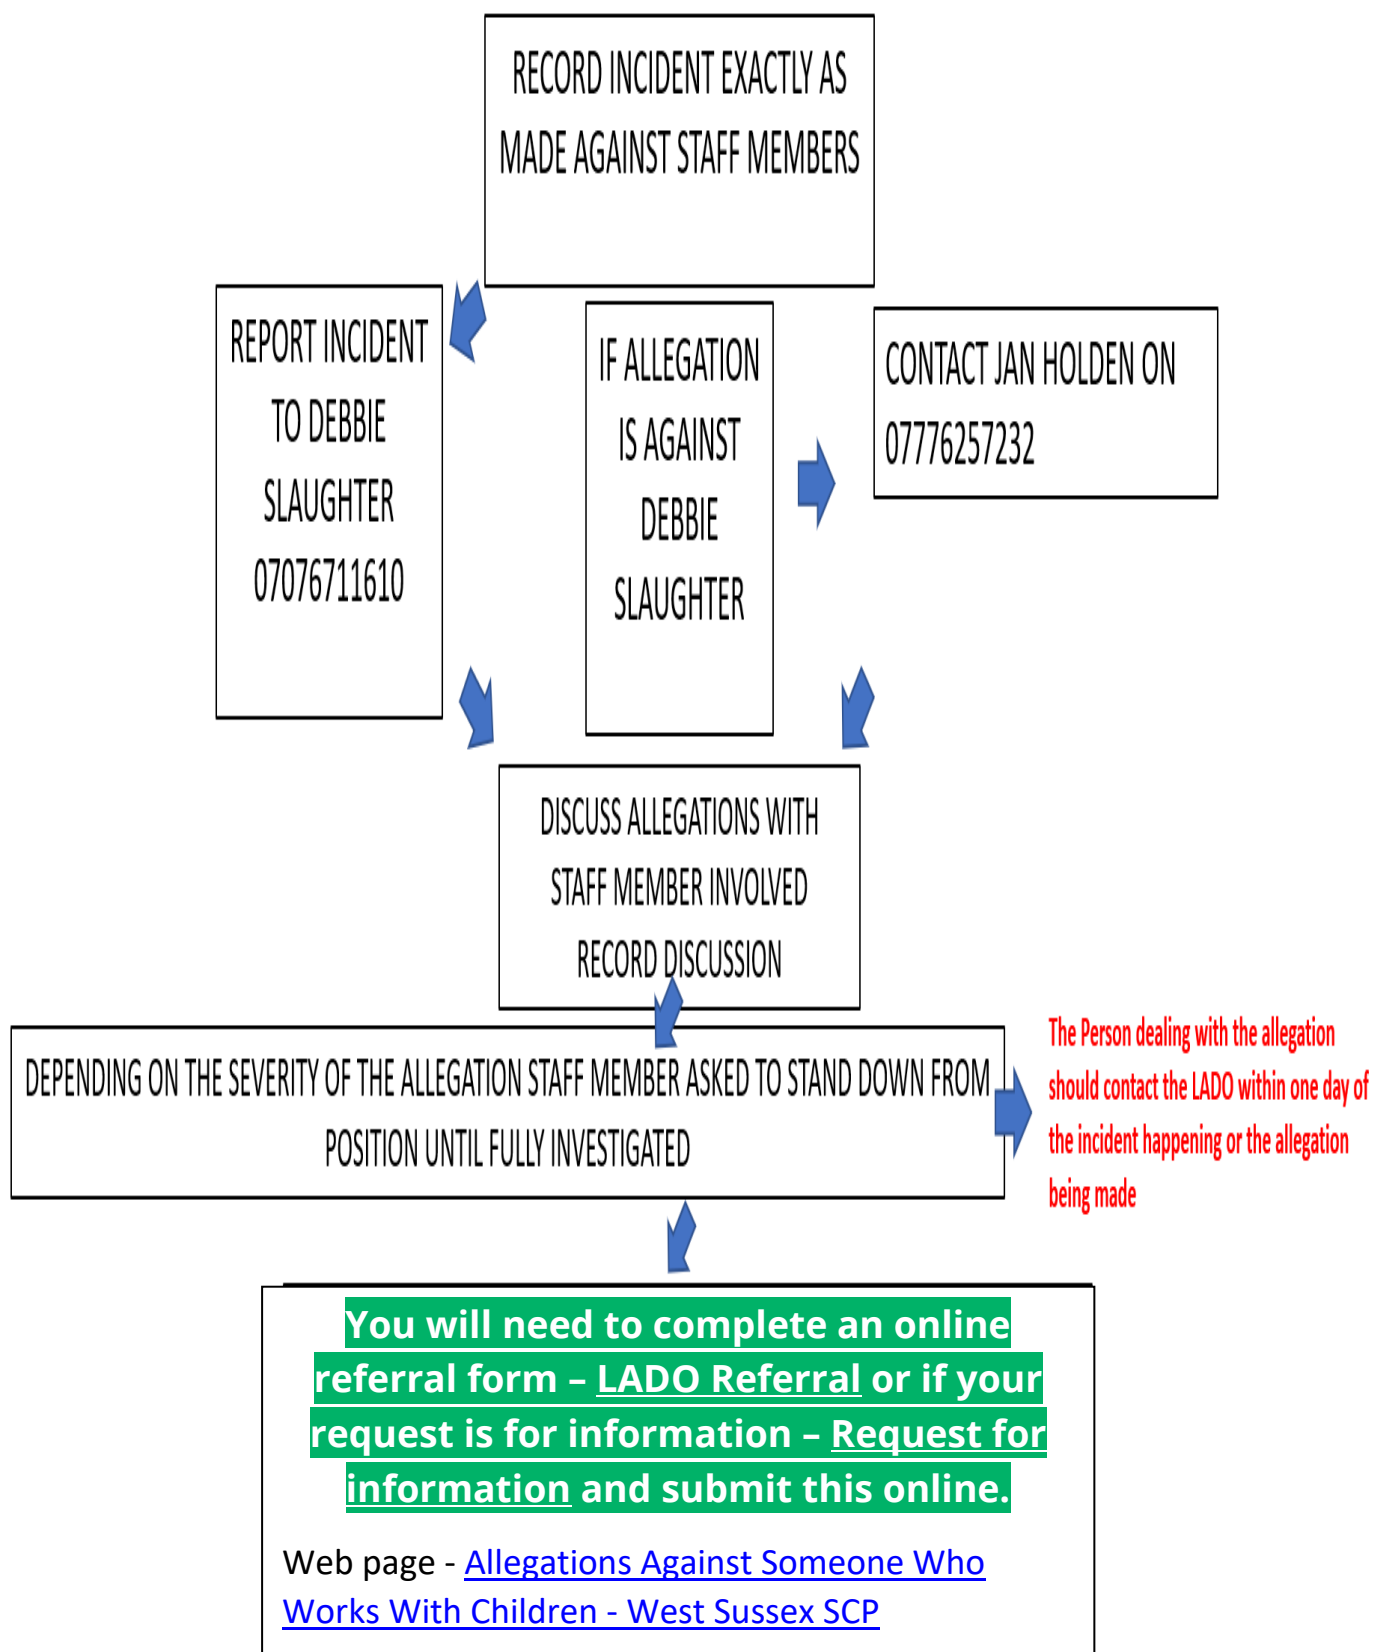 RECORD INCIDENT EXACTLY AS
MADE AGAINST STAFF MEMBERS
REPORT INCIDENT
TO DEBBIE
SLAUGHTER
07076711610
IF ALLEGATION
IS AGAINST
DEBBIE
SLAUGHTER
CONTACT JAN HOLDEN ON
07776257232
DISCUSS ALLEGATIONS WITH
STAFF MEMBER INVOLVED
RECORD DISCUSSION
DEPENDING ON THE SEVERITY OF THE ALLEGATION STAFF MEMBER ASKED TO STAND DOWN FROM
POSITION UNTIL FULLY INVESTIGATED
The Person dealing with the allegation
should contact the LADO within one day of
the incident happening or the allegation
being made
You will need to complete an online
referral form – LADO Referral or if your
request is for information – Request for
information and submit this online.
Web page - Allegations Against Someone Who
Works With Children - West Sussex SCP